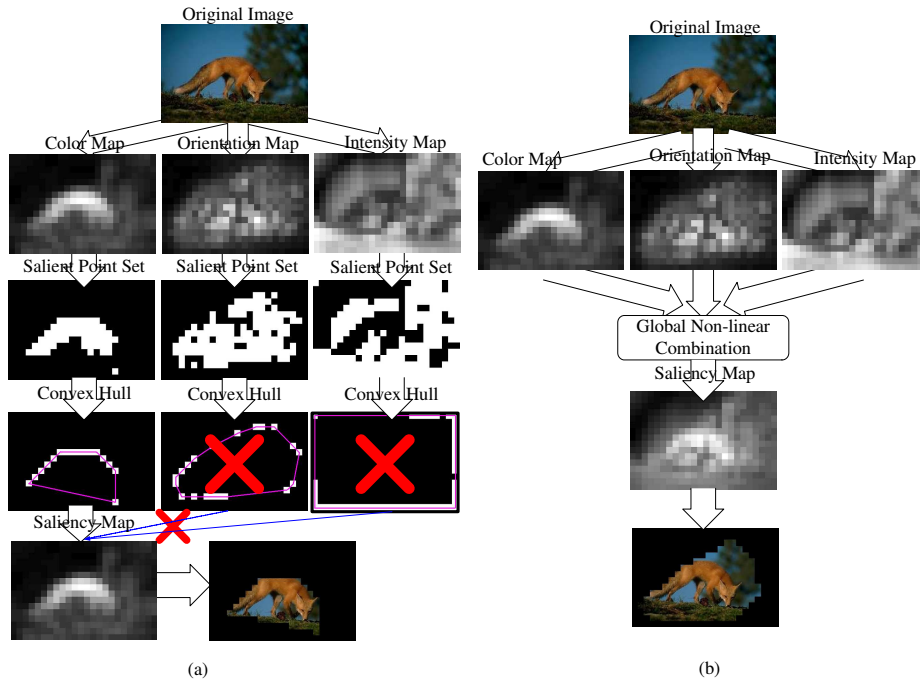 Original Image
Color Map
Orientation Map
Intensity Map
Salient Point Set
Salient Point Set
Salient Point Set
Convex Hull
Convex Hull
Convex Hull
Saliency Map
(a)
Original Image
Color Map
Orientation Map
Intensity Map
Global Non-linear
Combination
Saliency Map
(b)